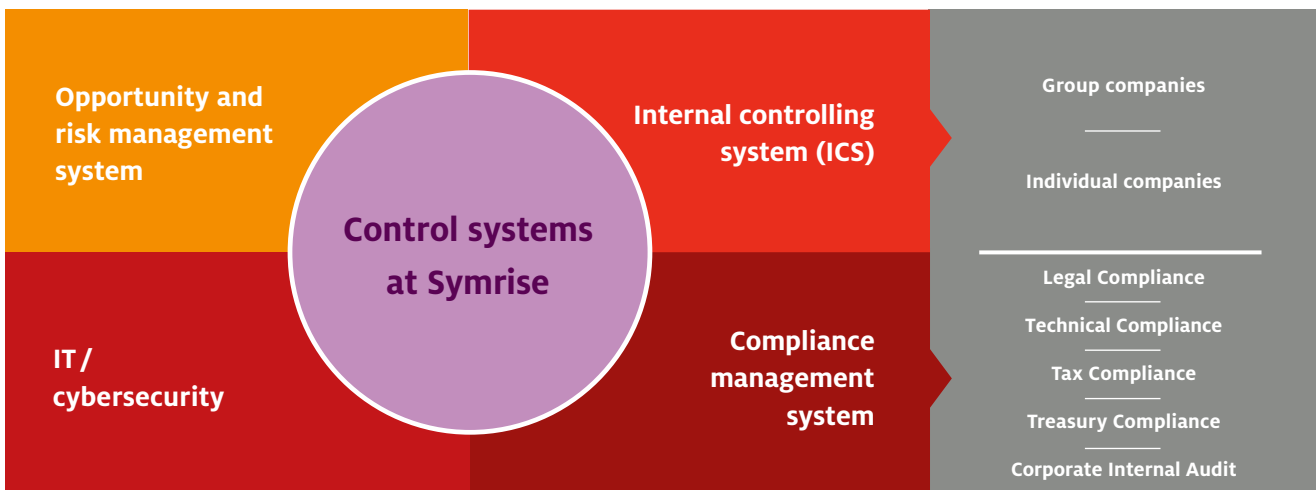 Opportunity and
risk management
system
Internal controlling
system (ICS)
Control systems
at Symrise
IT /
cybersecurity
Compliance
management
system
Group companies
Individual companies
Legal Compliance
Technical Compliance
Tax Compliance
Treasury Compliance
Corporate Internal Audit